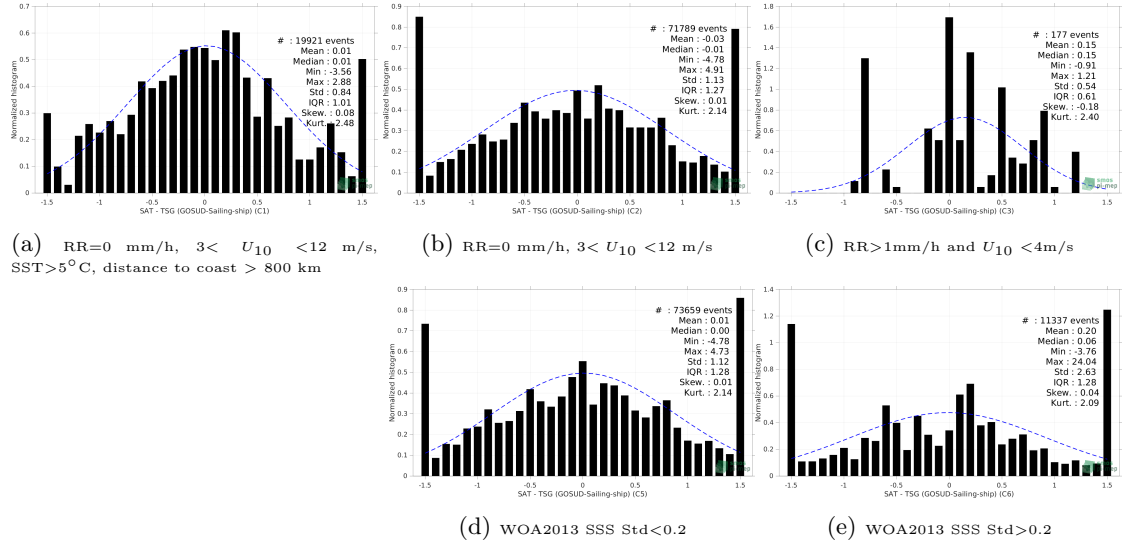 0.7
0.6
0.5
0.4
0.3
0.2
0.1
0
Normalized histogram
# : 19921 events
Mean : 0.01
Median : 0.01
Min : -3.56
Max : 2.88
Std : 0.84
IQR : 1.01
Skew. : 0.08
Kurt. : 2.48
smos
pi-mep
-1.5 -1 -0.5 0 0.5 1 1.5
SAT - TSG (GOSUD-Sailing-ship) (C1)
(a) RR=0 mm/h, 3< U10 <12 m/s,
SST>5°C, distance to coast > 800 km
0.9
0.8
0.7
0.6
0.5
0.4
0.3
0.2
0.1
0
Normalized histogram
# : 71789 events
Mean : -0.03
Median : -0.01
Min : -4.78
Max : 4.91
Std : 1.13
IQR : 1.27
Skew. : 0.01
Kurt. : 2.14
smos
pi-mep
-1.5 -1 -0.5 0 0.5 1 1.5
SAT - TSG (GOSUD-Sailing-ship) (C2)
(b) RR=0 mm/h, 3< U10 <12 m/s
1.8
1.6
1.4
1.2
1
0.8
0.6
0.4
0.2
0
Normalized histogram
# : 177 events
Mean : 0.15
Median : 0.15
Min : -0.91
Max : 1.21
Std : 0.54
IQR : 0.61
Skew. : -0.18
Kurt. : 2.40
smos
pi-mep
-1.5 -1 -0.5 0 0.5 1 1.5
SAT - TSG (GOSUD-Sailing-ship) (C3)
(c) RR>1mm/h and U10 <4m/s
0.9
0.8
0.7
0.6
0.5
0.4
0.3
0.2
0.1
0
Normalized histogram
# : 73659 events
Mean : 0.01
Median : 0.00
Min : -4.78
Max : 4.73
Std : 1.12
IQR : 1.28
Skew. : 0.01
Kurt. : 2.14
smos
pi-mep
-1.5 -1 -0.5 0 0.5 1 1.5
SAT - TSG (GOSUD-Sailing-ship) (C5)
(d) WOA2013 SSS Std<0.2
1.4
1.2
1
0.8
0.6
0.4
0.2
0
Normalized histogram
# : 11337 events
Mean : 0.20
Median : 0.06
Min : -3.76
Max : 24.04
Std : 2.63
IQR : 1.28
Skew. : 0.04
Kurt. : 2.09
smos
pi-mep
-1.5 -1 -0.5 0 0.5 1 1.5
SAT - TSG (GOSUD-Sailing-ship) (C6)
(e) WOA2013 SSS Std>0.2